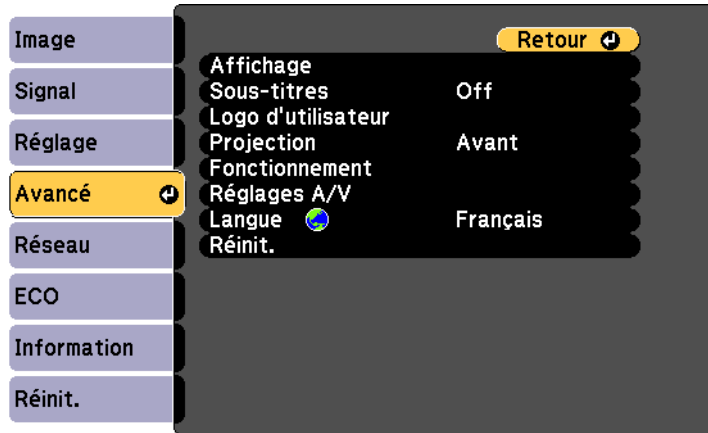 Image
Signal
Réglage
Avancé
Réseau
ECO
Information
Réinit.
Retour
Affichage
Sous-titres Off
Logo d'utilisateur
Projection Avant
Fonctionnement
Réglages A/V
Langue Français
Réinit.